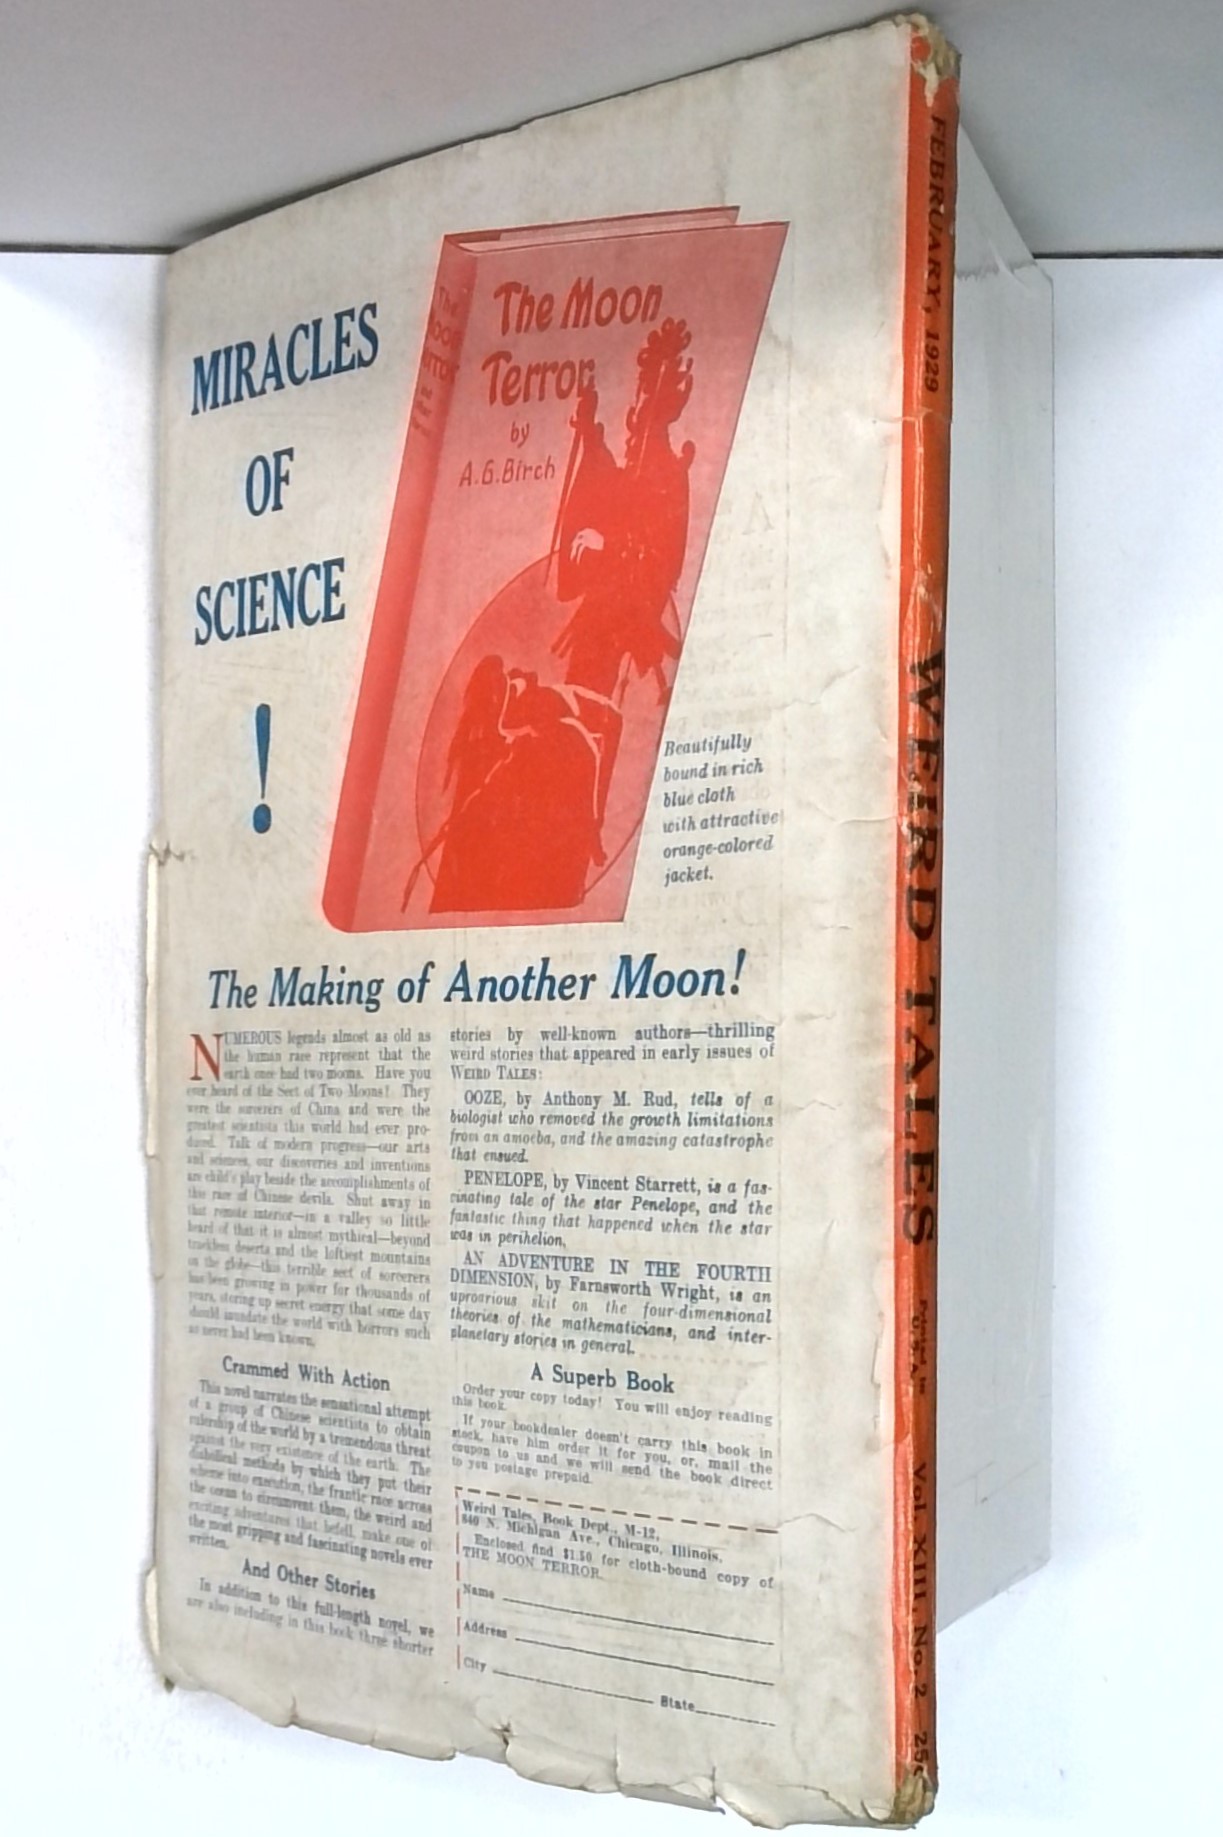 MIRACLES
OF
SCIENCE
!
The Moon
Terror
by
A.G.Birch
Beautifully
bound in rich
blue cloth
with attractive
orange-colored
jacket.
The Making of Another Moon!
NUMEROUS legends almost as old as
the human race represent that the
earth once had two moons. Have you
ever heard of the Sect of Two Moons? They
were the sorcerers of China and were the
greatest scientists this world had ever pro-
duced. Talk of modern progress—our arts
and sciences, our discoveries and inventions
are child's play beside the accomplishments of
this race of Chinese devils. Shut away in
that remote interior—in a valley so little
heard of that it is almost mythical—beyond
trackless deserts and the loftiest mountains
on the globe—this terrible sect of sorcerers
has been growing in power for thousands of
years, storing up secret energy that some day
should inundate the world with horrors such
as never had been known.
Crammed With Action
This novel narrates the sensational attempt
of a group of Chinese scientists to obtain
rulership of the world by a tremendous threat
against the very existence of the earth. The
diabolical methods by which they put their
scheme into execution, the frantic race across
the ocean to circumvent them, the weird and
exciting adventures that befell, make one of
the most gripping and fascinating novels ever
written.
And Other Stories
In addition to this full-length novel, we
are also including in this book three shorter
stories by well-known authors—thrilling
weird stories that appeared in early issues of
WEIRD TALES:
OOZE, by Anthony M. Rud, tells of a
biologist who removed the growth limitations
from an amoeba, and the amazing catastrophe
that ensued.
PENELOPE, by Vincent Starrett, is a fas-
cinating tale of the star Penelope, and the
fantastic thing that happened when the star
was in perihelion.
AN ADVENTURE IN THE FOURTH
DIMENSION, by Farnsworth Wright, is an
uproarious skit on the four-dimensional
theories of the mathematicians, and inter-
planetary stories in general.
A Superb Book
Order your copy today! You will enjoy reading
this book.
If your bookdealer doesn't carry this book in
stock, have him order it for you, or, mail the
coupon to us and we will send the book direct
to you postage prepaid.
Weird Tales, Book Dept., M-12,
840 N. Michigan Ave., Chicago, Illinois.
Enclosed find $1.50 for cloth-bound copy of
THE MOON TERROR.
Name
Address
City State
FEBRUARY, 1929 WEIRD TALES Printed in U.S.A. Vol. XIII, No. 2 25c